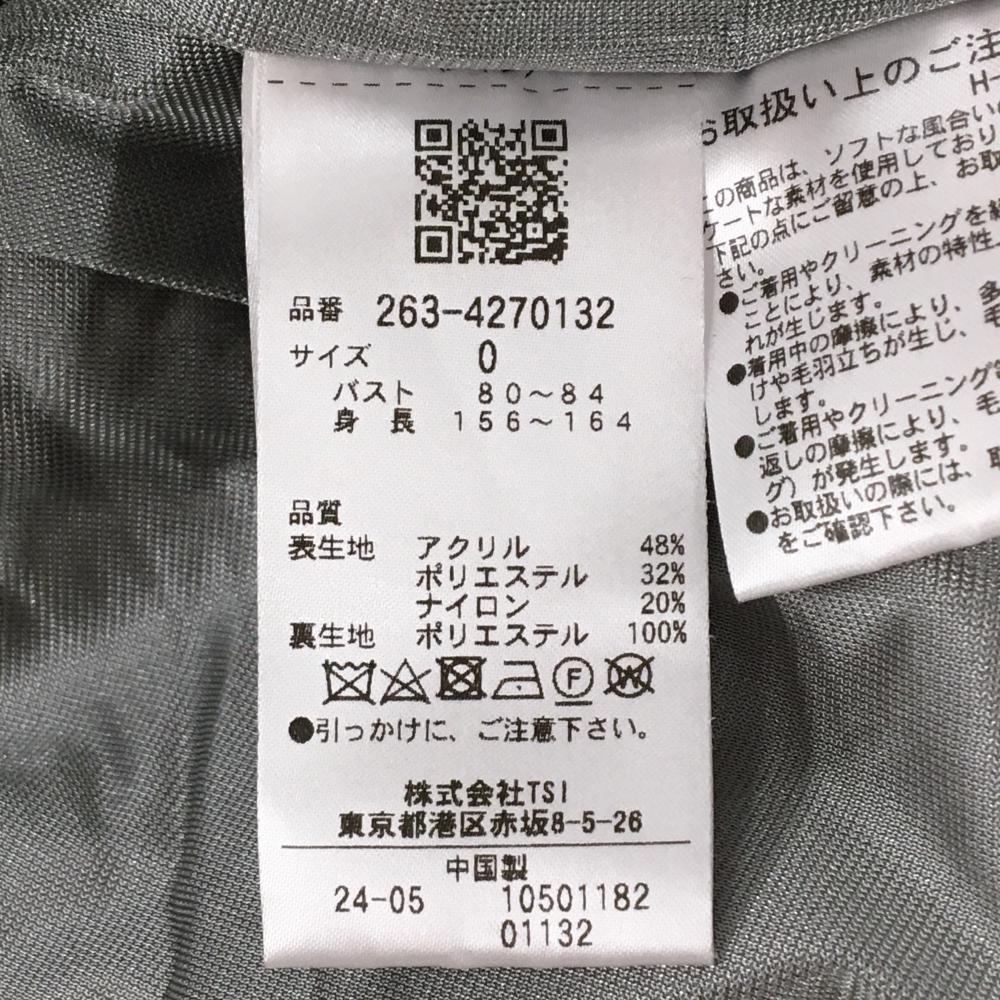 品番 263-4270132
サイズ 0
バスト 80～84
身長 156～164
品質
表生地 アクリル 48%
ポリエステル 32%
ナイロン 20%
裏生地 ポリエステル 100%
F W
●引っかけに、ご注意下さい。
株式会社TSI
東京都港区赤坂8-5-26
中国製
24-05 10501182
01132
お取扱い上のご注
H-
この商品は、ソフトな風合い
ケートな素材を使用しており
下記の点にご留意の上、お取
さい。
●ご着用やクリーニングを
ことにより、素材の特性
れが生じます。
●着用中の摩擦により、
けや毛羽立ちが生じ、毛
します。
●ご着用やクリーニング
返しの摩擦により、毛
グ）が発生します。
●お取扱いの際には、取
をご確認下さい。